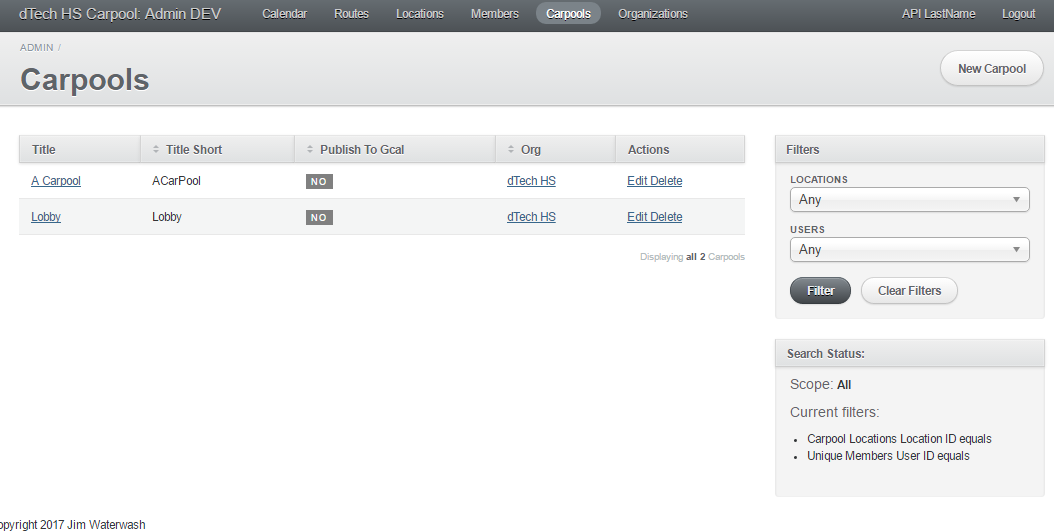 dTech HS Carpool: Admin DEV Calendar Routes Locations Members Carpools Organizations API LastName Logout
ADMIN /
Carpools
New Carpool
Title Title Short Publish To Gcal Org Actions
A Carpool ACarPool NO dTech HS Edit Delete
Lobby Lobby NO dTech HS Edit Delete
Displaying all 2 Carpools
Filters
LOCATIONS
Any
USERS
Any
Filter Clear Filters
Search Status:
Scope: All
Current filters:
Carpool Locations Location ID equals
Unique Members User ID equals
opyright 2017 Jim Waterwash